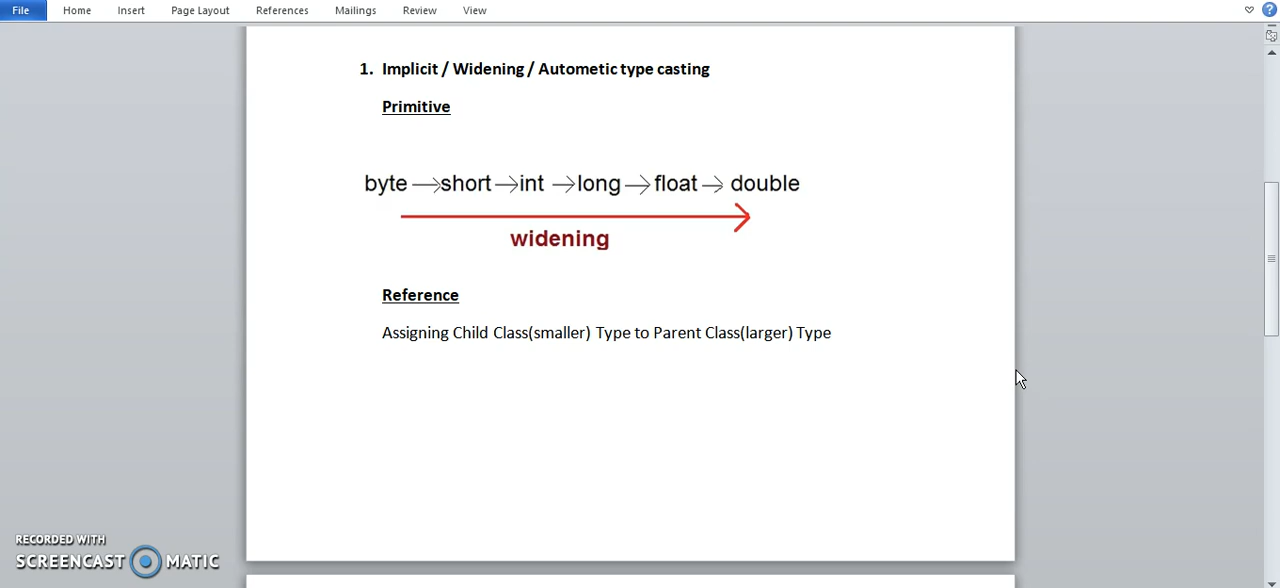 File Home Insert Page Layout References Mailings Review View
1. Implicit / Widening / Autometic type casting
Primitive
byte →short→int →long→float→ double
widening
Reference
Assigning Child Class(smaller) Type to Parent Class(larger) Type
RECORDED WITH
SCREENCAST MATIC